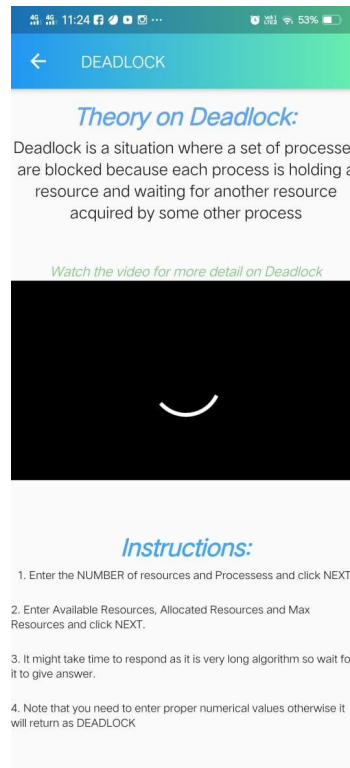 4G 4G 11:24 ··· VoLTE 53%
DEADLOCK
Theory on Deadlock:
Deadlock is a situation where a set of processe
are blocked because each process is holding a
resource and waiting for another resource
acquired by some other process
Watch the video for more detail on Deadlock
Instructions:
1. Enter the NUMBER of resources and Processess and click NEXT
2. Enter Available Resources, Allocated Resources and Max
Resources and click NEXT.
3. It might take time to respond as it is very long algorithm so wait fo
it to give answer.
4. Note that you need to enter proper numerical values otherwise it
will return as DEADLOCK